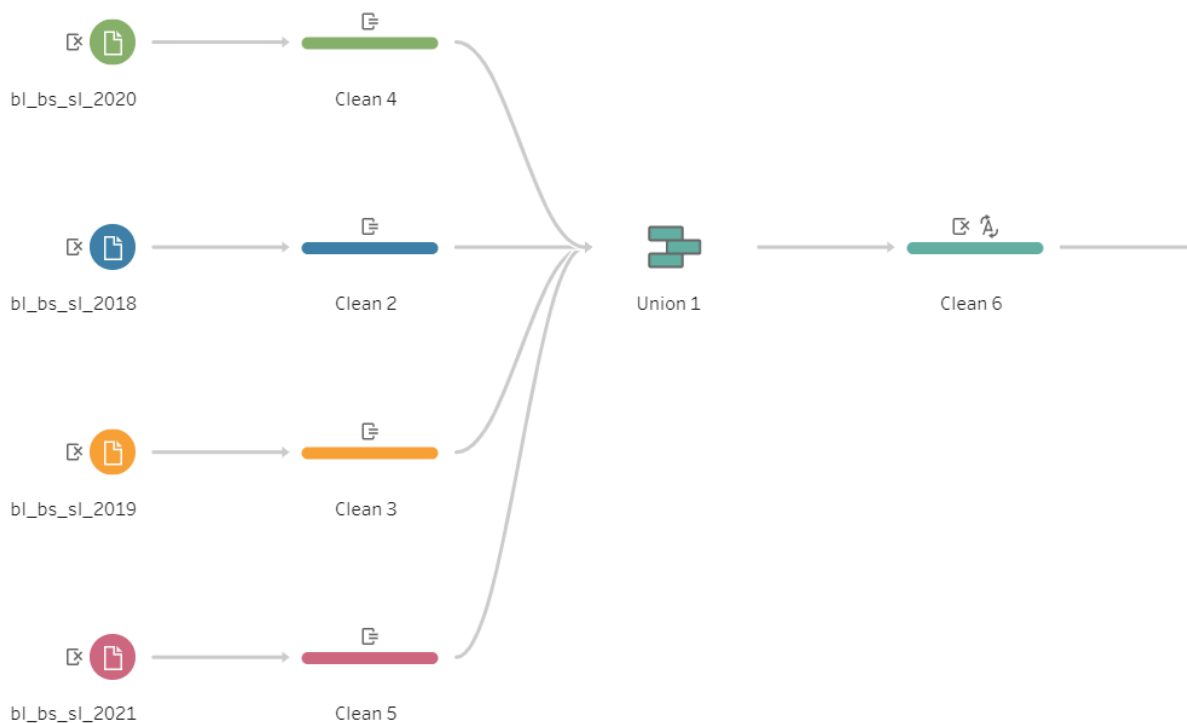 bl_bs_sl_2020
Clean 4
bl_bs_sl_2018
Clean 2
Union 1
Clean 6
bl_bs_sl_2019
Clean 3
bl_bs_sl_2021
Clean 5